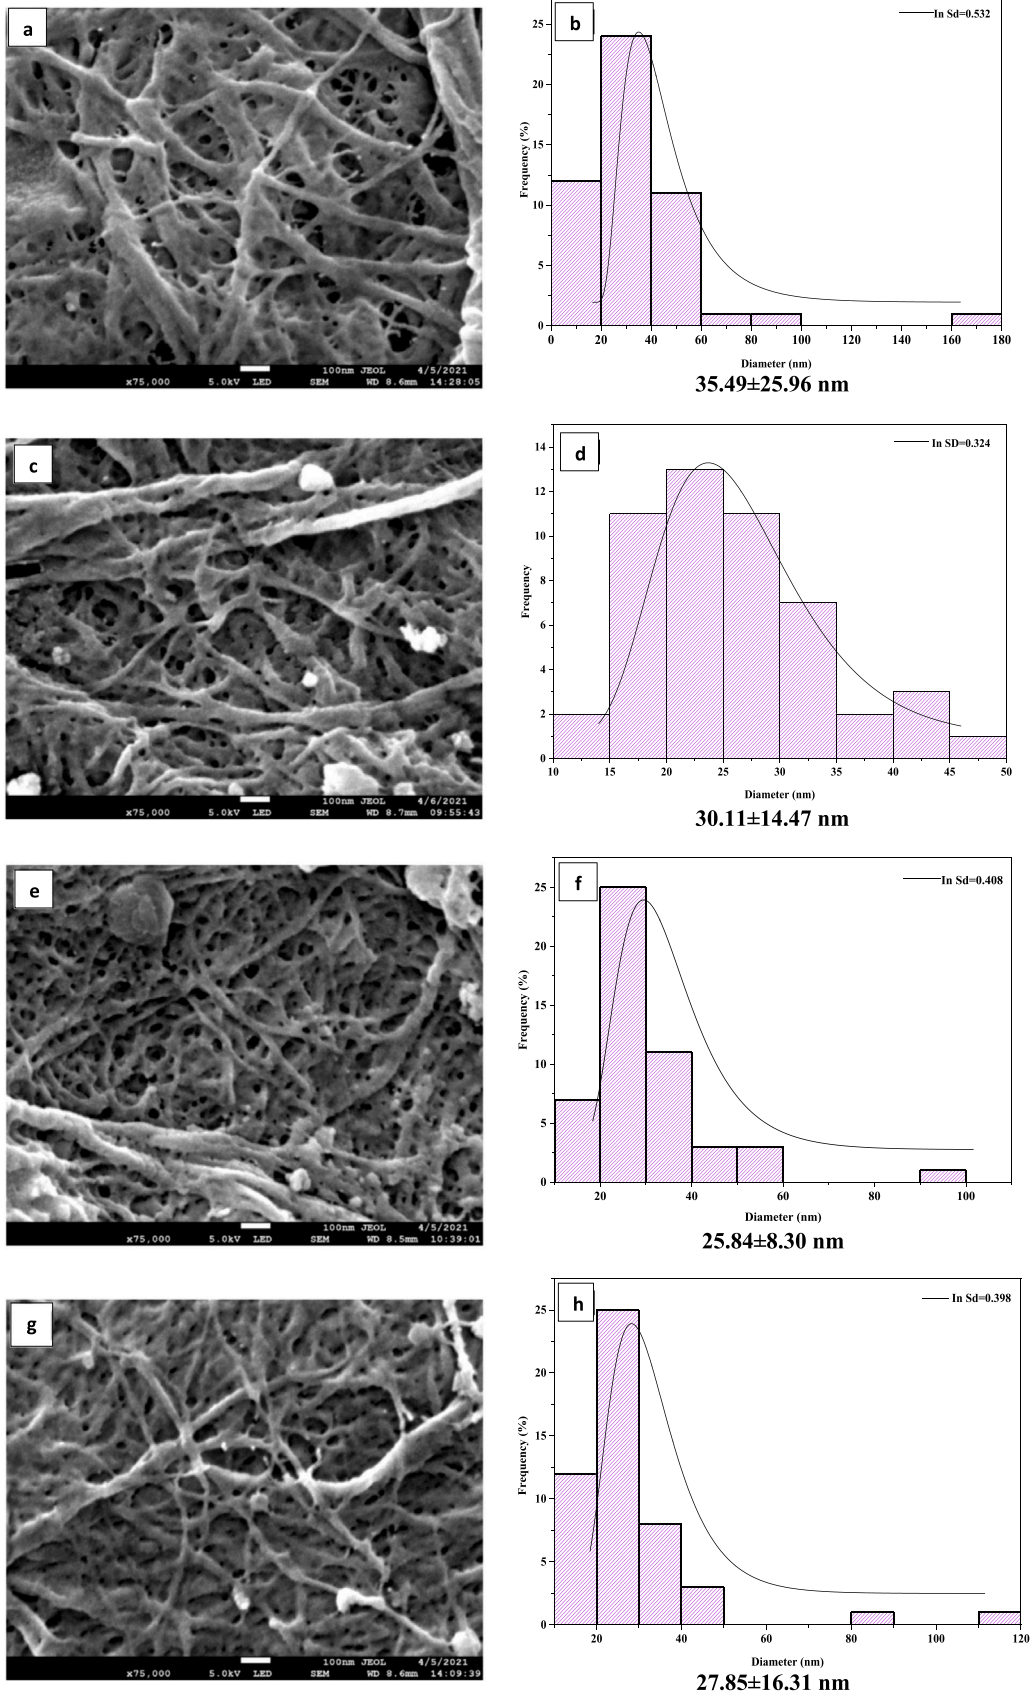 a
x75,000 5.0kV LED SEM 100nm JEOL WD 8.6mm 4/5/2021 14:28:05
b
In Sd=0.532
Frequency (%)
25
20
15
10
5
0
0 20 40 60 80 100 120 140 160 180
Diameter (nm)
35.49±25.96 nm
c
x75,000 5.0kV LED SEM 100nm JEOL WD 8.7mm 4/6/2021 09:55:43
d
In SD=0.324
Frequency
14
12
10
8
6
4
2
0
10 15 20 25 30 35 40 45 50
Diameter (nm)
30.11±14.47 nm
e
x75,000 5.0kV LED SEM 100nm JEOL WD 8.5mm 4/5/2021 10:39:01
f
In Sd=0.408
Frequency (%)
25
20
15
10
5
0
20 40 60 80 100
Diameter (nm)
25.84±8.30 nm
g
x75,000 5.0kV LED SEM 100nm JEOL WD 8.6mm 4/5/2021 14:09:39
h
In Sd=0.398
Frequency (%)
25
20
15
10
5
0
20 40 60 80 100 120
Diameter (nm)
27.85±16.31 nm